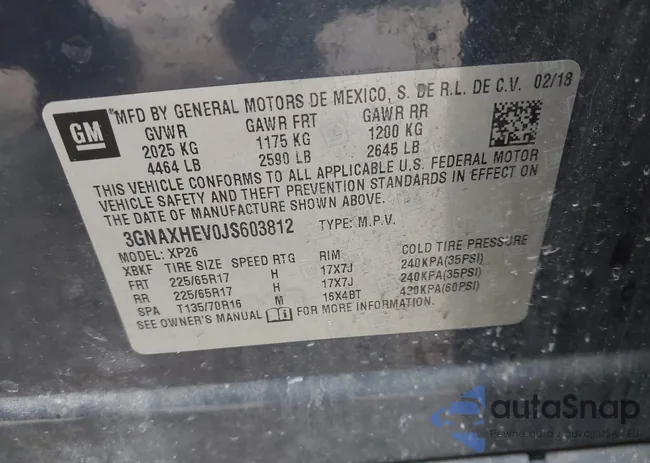 MFD BY GENERAL MOTORS DE MEXICO, S. DE R.L. DE C.V. 02/18
GM
GVWR GAWR FRT GAWR RR
2025 KG 1175 KG 1200 KG
4464 LB 2590 LB 2645 LB
THIS VEHICLE CONFORMS TO ALL APPLICABLE U.S. FEDERAL MOTOR
VEHICLE SAFETY AND THEFT PREVENTION STANDARDS IN EFFECT ON
THE DATE OF MANUFACTURE SHOWN ABOVE.
3GNAXHEV0JS603812 TYPE: M.P.V.
MODEL: XP26
XBKF TIRE SIZE SPEED RTG RIM COLD TIRE PRESSURE
FRT 225/65R17 H 17X7J 240KPA(35PSI)
RR 225/65R17 H 17X7J 240KPA(35PSI)
SPA T135/70R16 M 16X4BT 420KPA(60PSI)
SEE OWNER'S MANUAL FOR MORE INFORMATION.
autaSnap
Pewne auta z